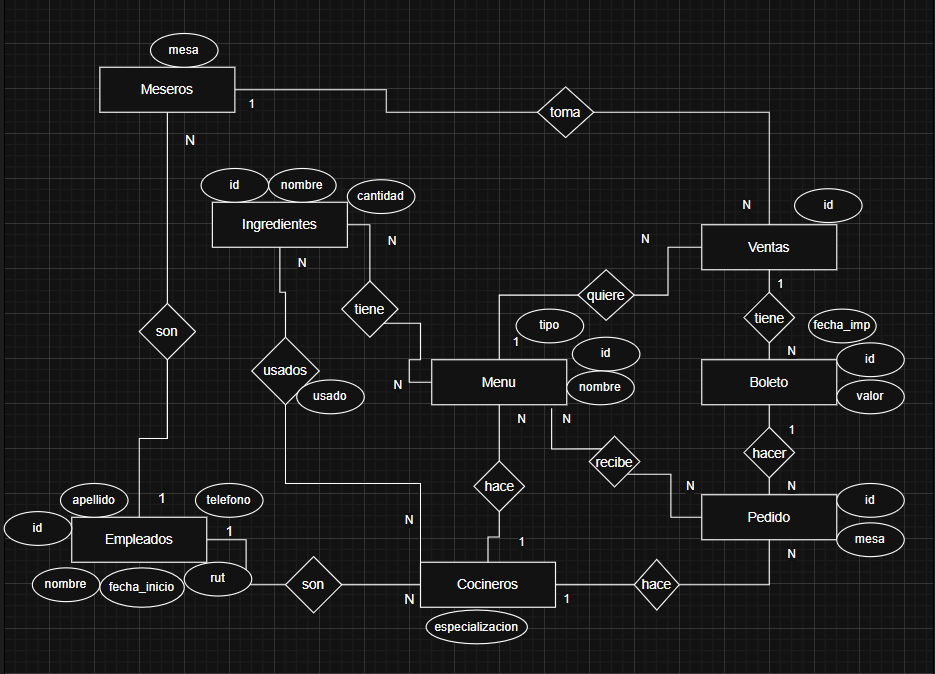 mesa
Meseros
1
toma
N
id
nombre
cantidad
id
N
Ingredientes
N
N
Ventas
N
1
quiere
tiene
tiene
fecha_imp
son
tipo
1
N
id
id
usados
Menu
Boleto
N
nombre
usado
valor
N
N
1
hacer
recibe
hace
N
N
apellido
1
telefono
id
id
Pedido
N
mesa
Empleados
1
1
N
nombre
fecha_inicio
rut
son
Cocineros
hace
N
1
especializacion